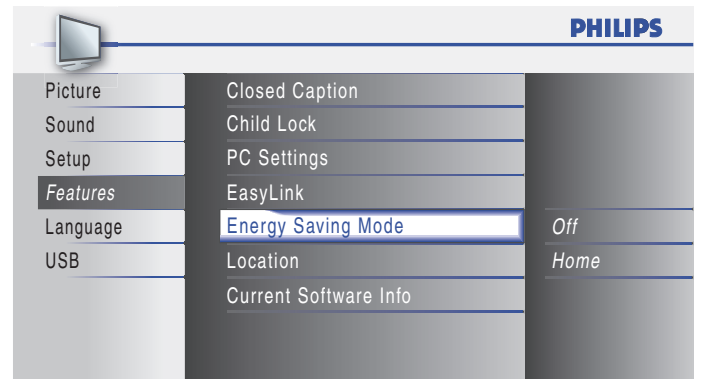 PHILIPS
Picture
Sound
Setup
Features
Language
USB
Closed Caption
Child Lock
PC Settings
EasyLink
Energy Saving Mode
Location
Current Software Info
Off
Home